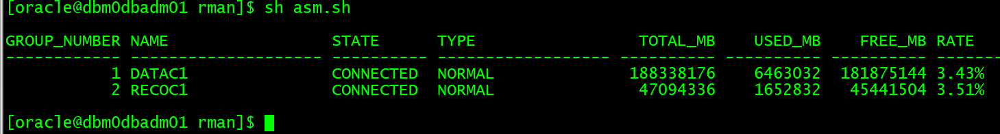 [oracle@dbm0dbadm01 rman]$ sh asm.sh
GROUP_NUMBER NAME                   STATE       TYPE                   TOTAL_MB    USED_MB    FREE_MB RATE
------------ ---------------------- ----------- -------------------- ----------- ---------- ----------- -------
           1 DATAC1                 CONNECTED   NORMAL                188338176    6463032  181875144 3.43%
           2 RECOC1                 CONNECTED   NORMAL                 47094336    1652832   45441504 3.51%
[oracle@dbm0dbadm01 rman]$